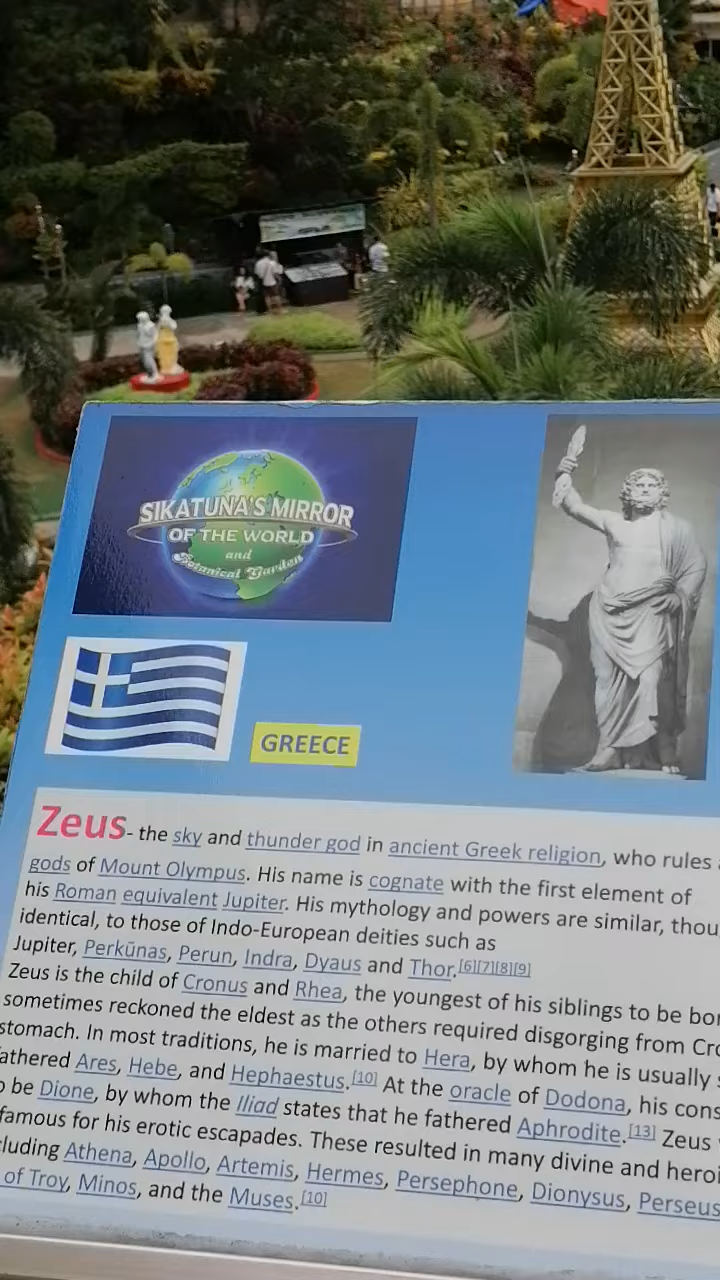 SIKATUNA'S MIRROR
OF THE WORLD
and
Botanical Garden
GREECE
Zeus- the sky and thunder god in ancient Greek religion, who rules
gods of Mount Olympus. His name is cognate with the first element of
his Roman equivalent Jupiter. His mythology and powers are similar,
identical, to those of Indo-European deities such as
Jupiter, Perkūnas, Perun, Indra, Dyaus and Thor.[6][7][8][9]
Zeus is the child of Cronus and Rhea, the youngest of his siblings to be
sometimes reckoned the eldest as the others required disgorging from
stomach. In most traditions, he is married to Hera, by whom he is usually
Ares, Hebe, and Hephaestus.[10] At the oracle of Dodona, his
be Dione, by whom the Iliad states that he fathered Aphrodite.[13] Zeus
famous for his erotic escapades. These resulted in many divine and
Athena, Apollo, Artemis, Hermes, Persephone, Dionysus, Perseus
of Troy, Minos, and the Muses.[10]